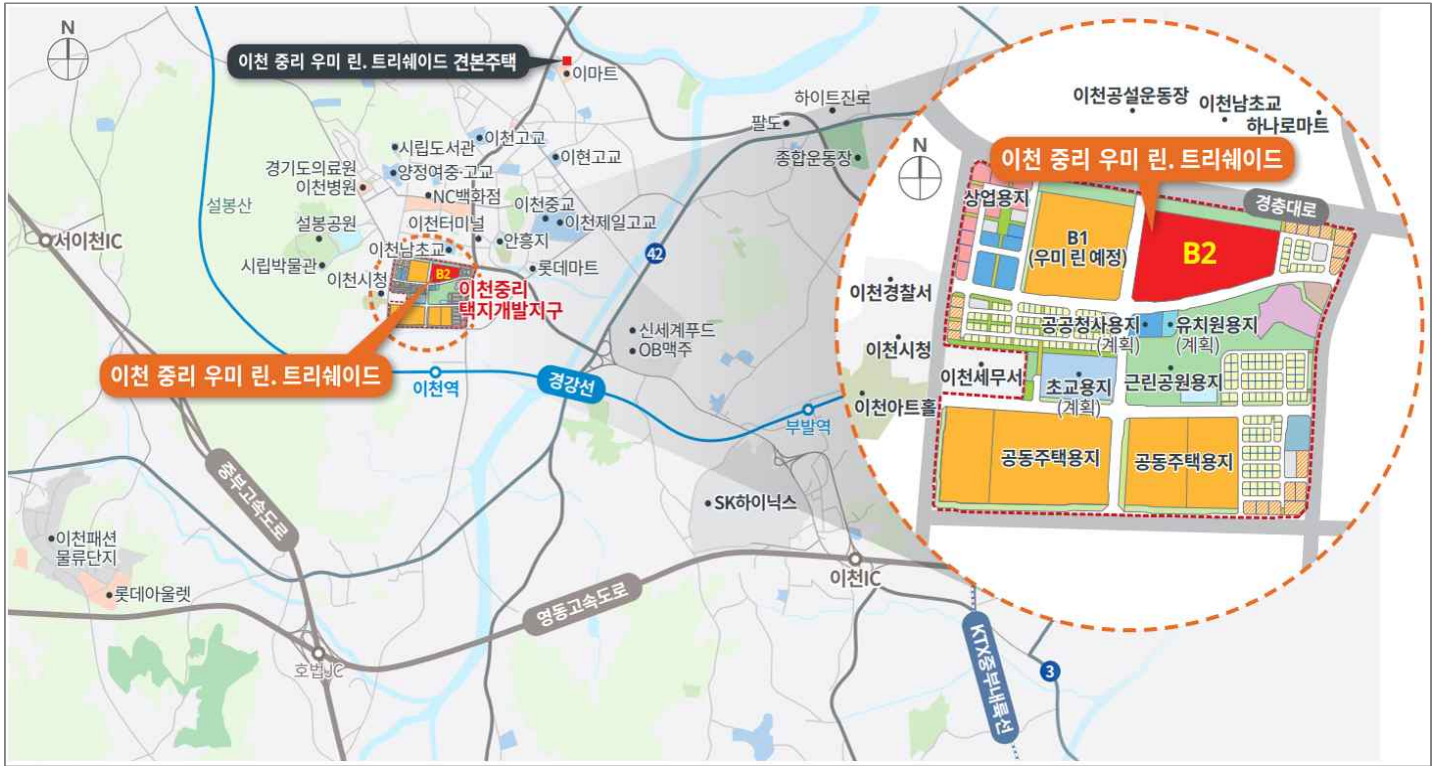 N
이천 중리 우미 린. 트리쉐이드 견본주택
이마트
하이트진로
팔도
종합운동장
이천고교
시립도서관
이현고교
양정여중·고교
경기도의료원
이천병원
NC백화점
설봉산
설봉공원
이천중교
이천제일고교
이천터미널
안흥지
서이천IC
이천남초교
시립박물관
롯데마트
42
B2
이천시청
이천중리
택지개발지구
신세계푸드
OB맥주
이천 중리 우미 린. 트리쉐이드
이천역
경강선
부발역
중부고속도로
SK하이닉스
이천패션
물류단지
롯데아울렛
이천IC
영동고속도로
호법JC
KTX중부내륙선
3
이천공설운동장
이천남초교
하나로마트
N
이천 중리 우미 린. 트리쉐이드
상업용지
경충대로
B1
(우미 린 예정)
B2
이천경찰서
공공청사용지
(계획)
유치원용지
(계획)
이천시청
이천세무서
초교용지
(계획)
근린공원용지
이천아트홀
공동주택용지
공동주택용지